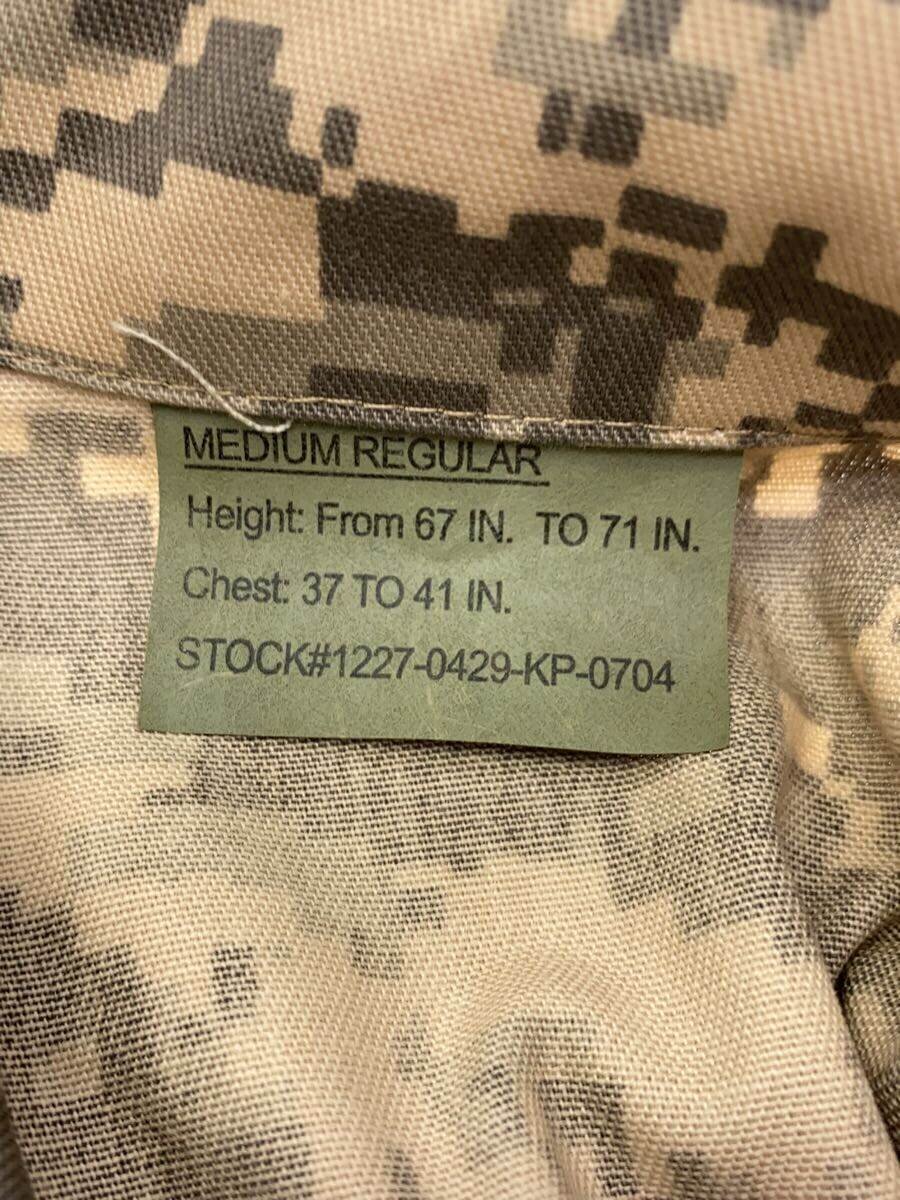 MEDIUM REGULAR
Height: From 67 IN. TO 71 IN.
Chest: 37 TO 41 IN.
STOCK#1227-0429-KP-0704